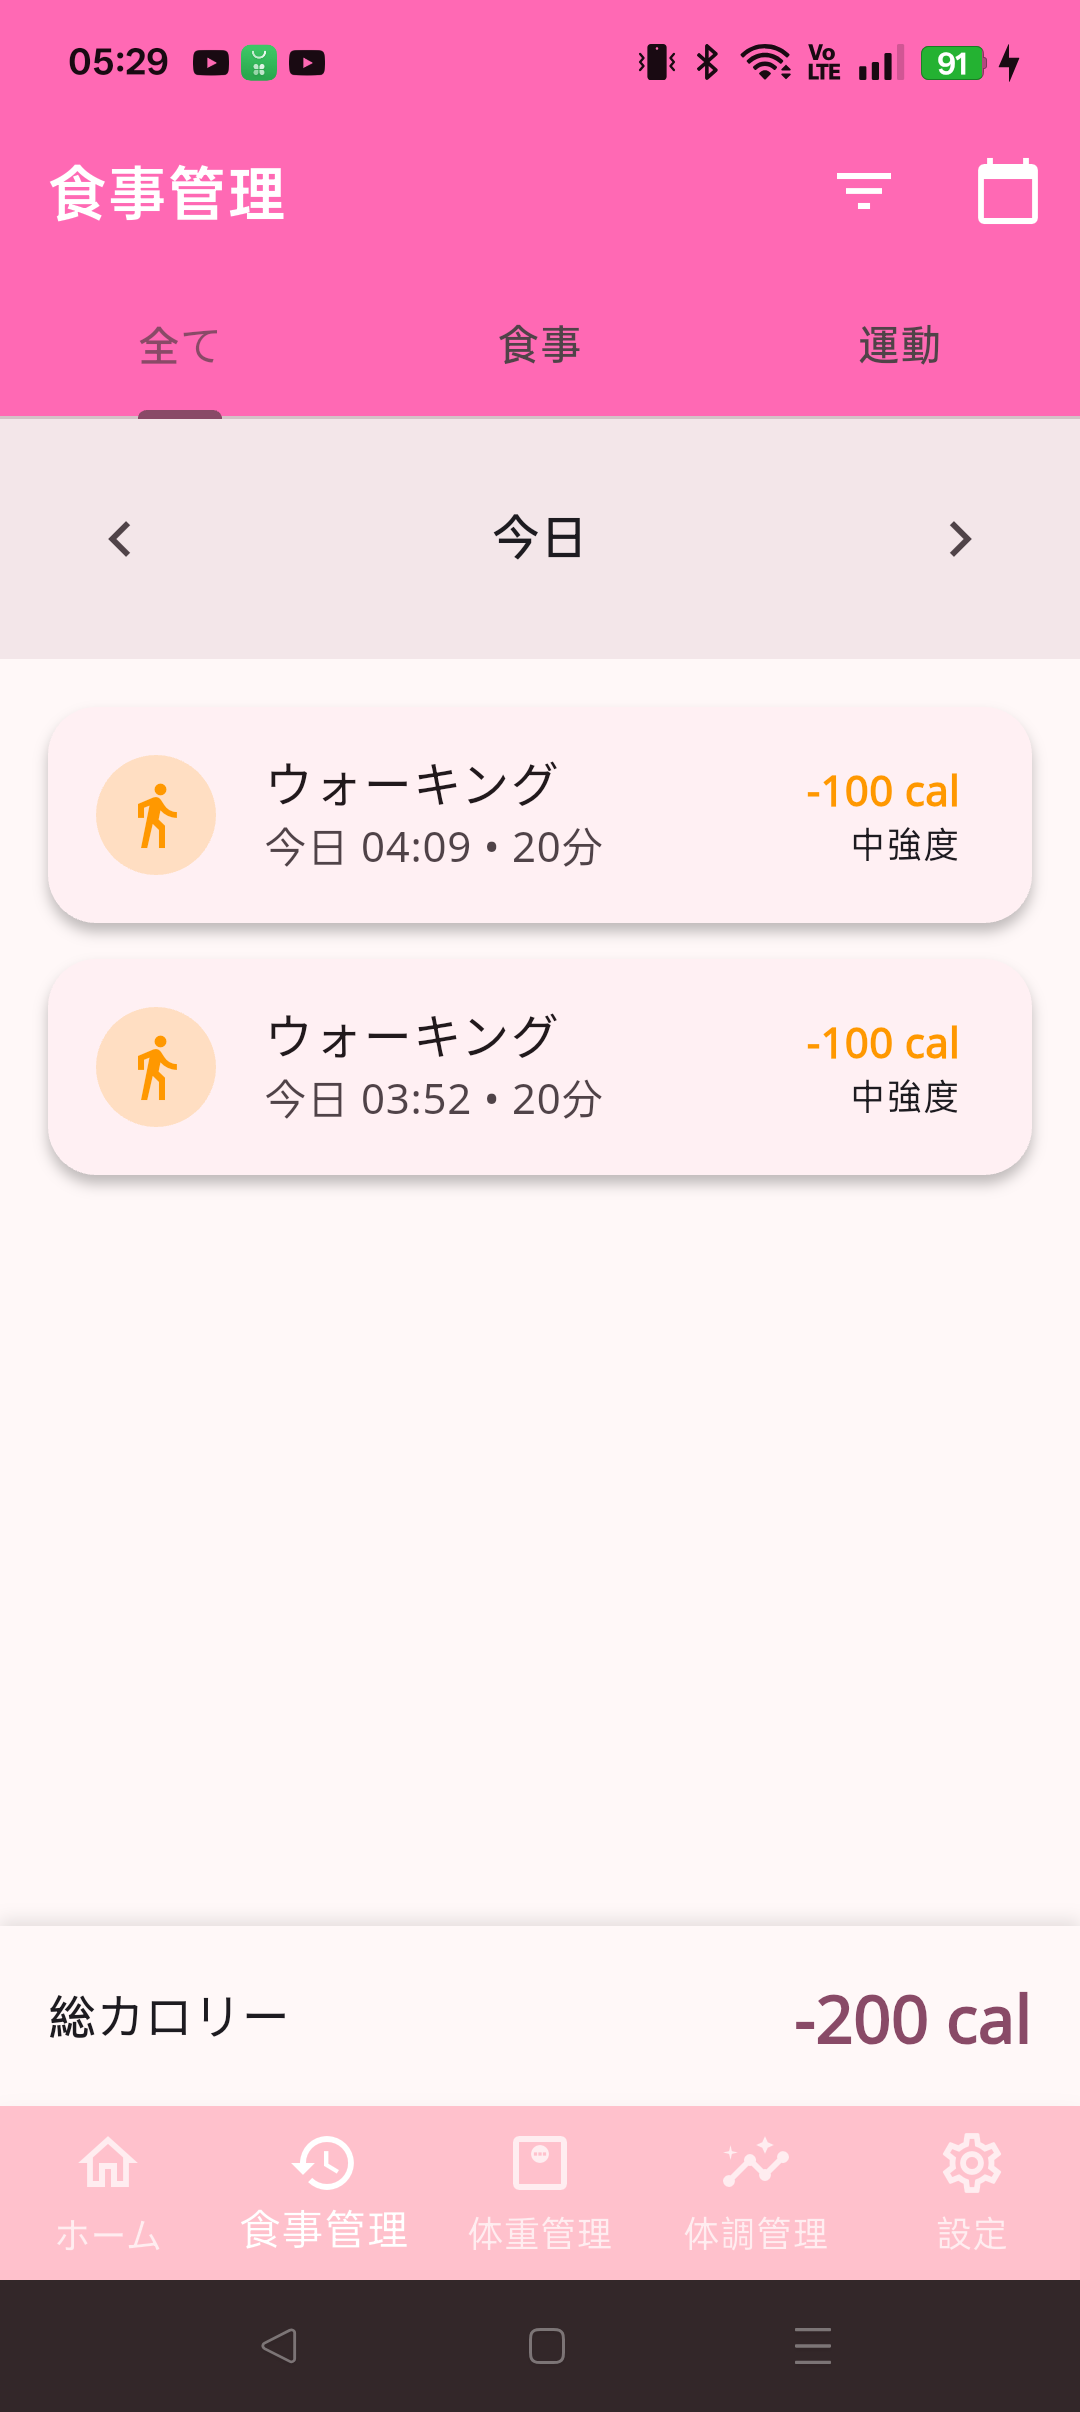 05:29
Vo
LTE
91
食事管理
全て
食事
運動
今日
ウォーキング
-100 cal
今日 04:09 • 20分
中強度
ウォーキング
-100 cal
今日 03:52 • 20分
中強度
総カロリー
-200 cal
ホーム
食事管理
体重管理
体調管理
設定